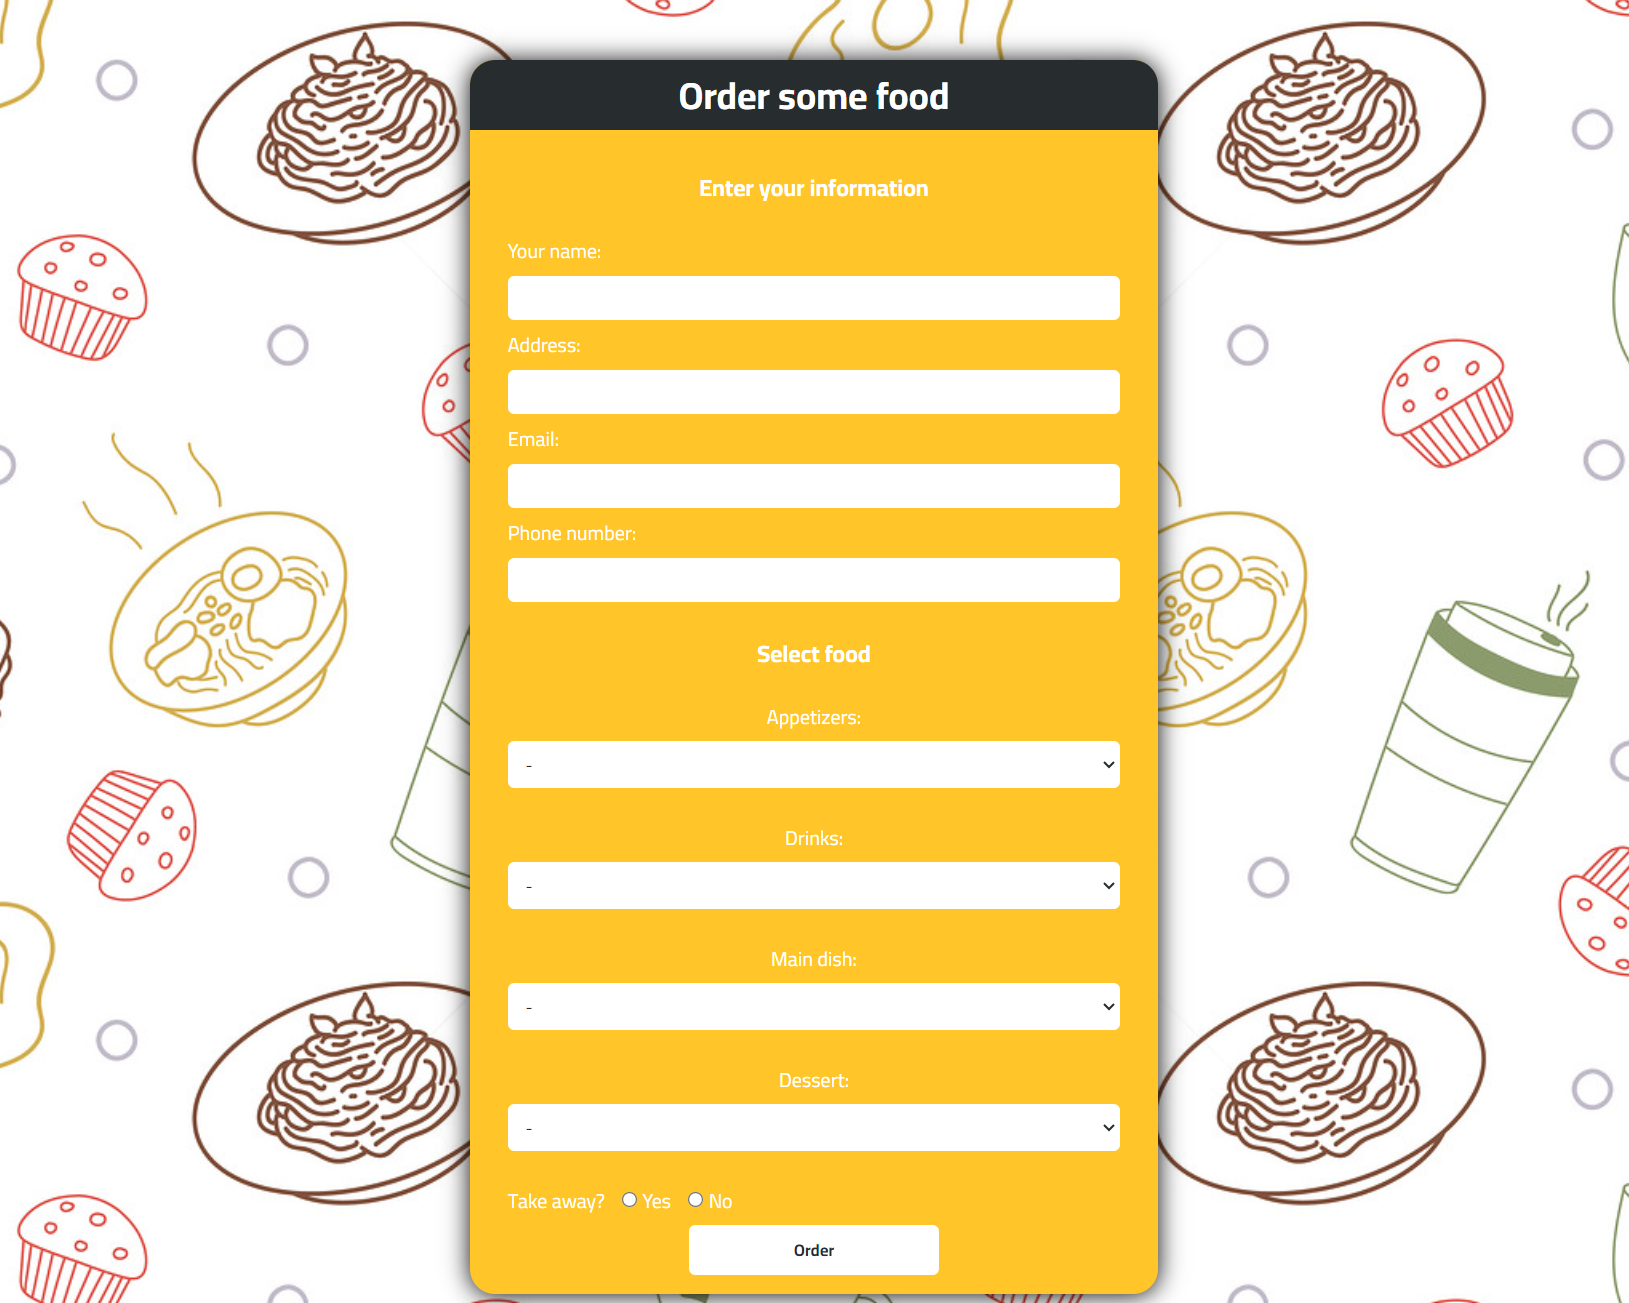 Order some food
Enter your information
Your name:
Address:
Email:
Phone number:
Select food
Appetizers:
-
Drinks:
-
Main dish:
-
Dessert:
-
Take away? Yes No
Order